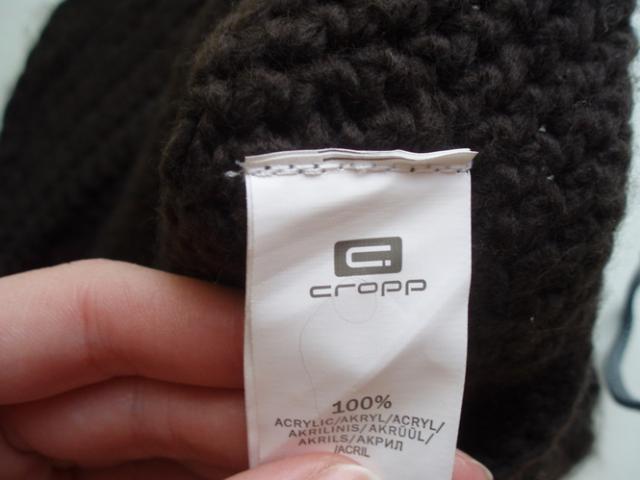 cropp
100%
ACRYLIC/AKRYL/ACRYL/
AKRILINIS/AKRÜÜL/
AKRILS/АКРИЛ
/ACRIL